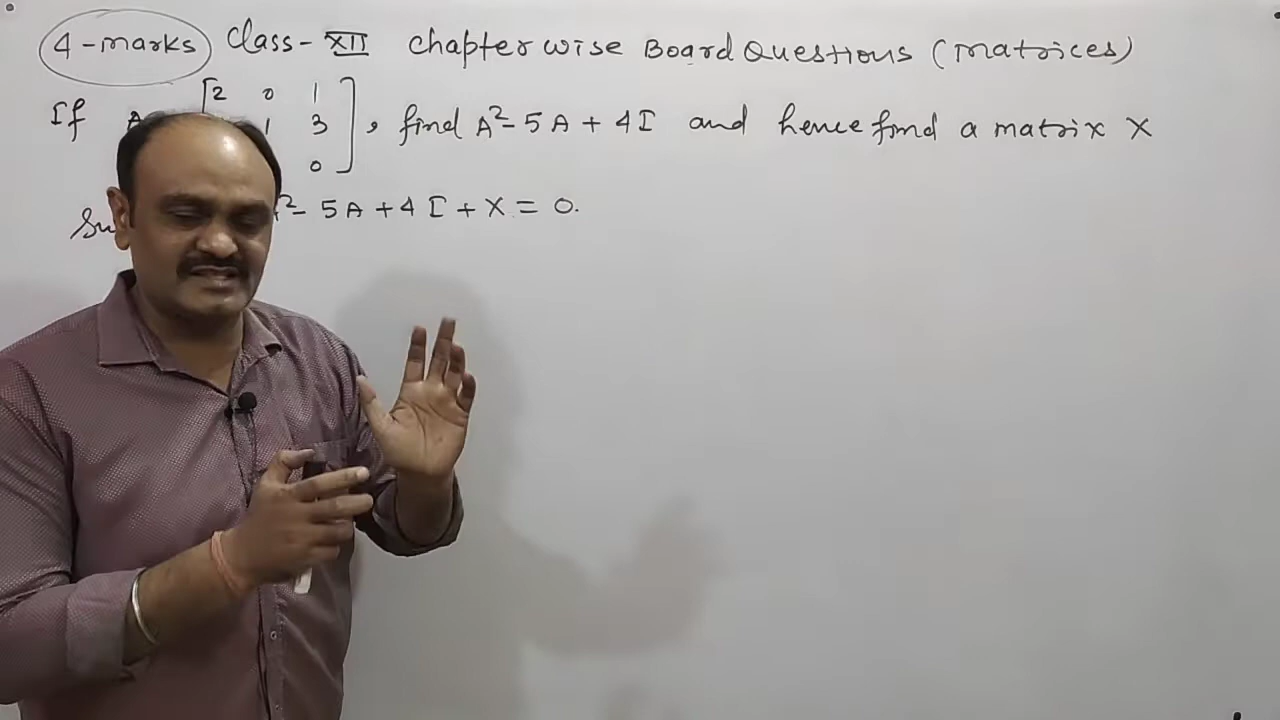 4-marks Class-XII Chapterwise Board Questions (Matrices)
If A [2 0 1
1 3 ], find A²-5A+4I and hence find a matrix X
0
²-5A+4I+X=0.